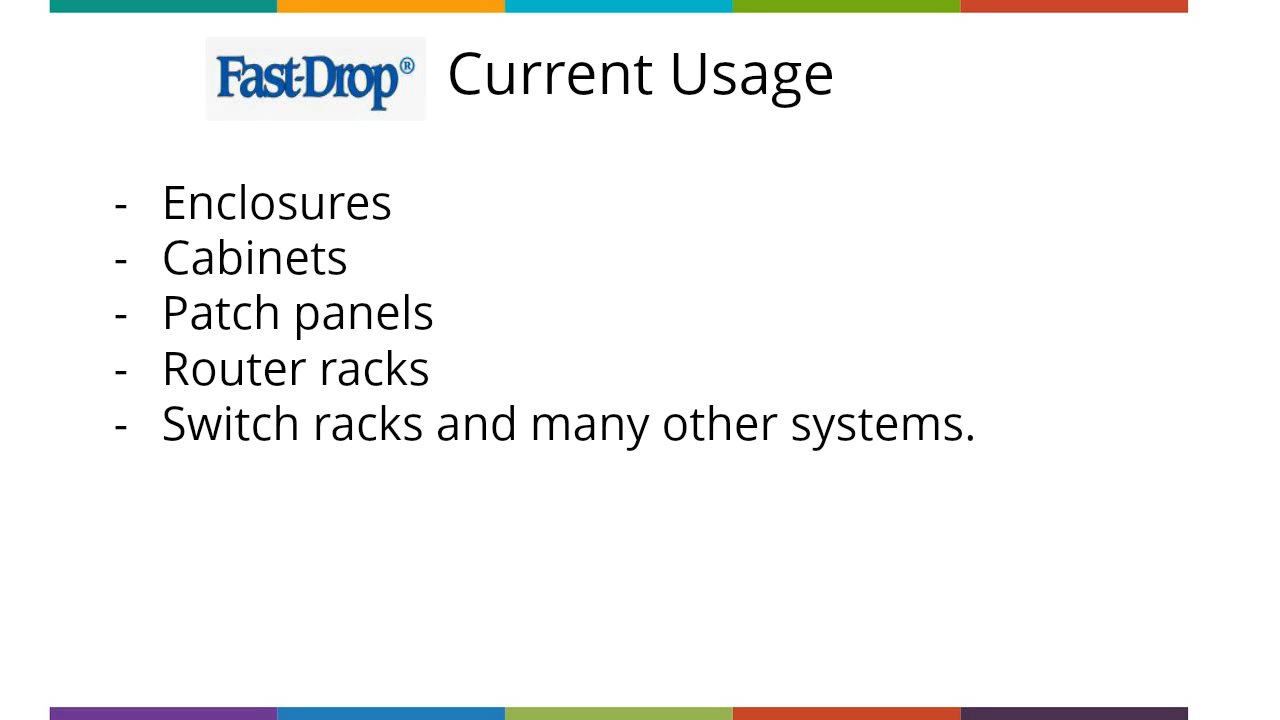 Fast-Drop® Current Usage
- Enclosures
- Cabinets
- Patch panels
- Router racks
- Switch racks and many other systems.